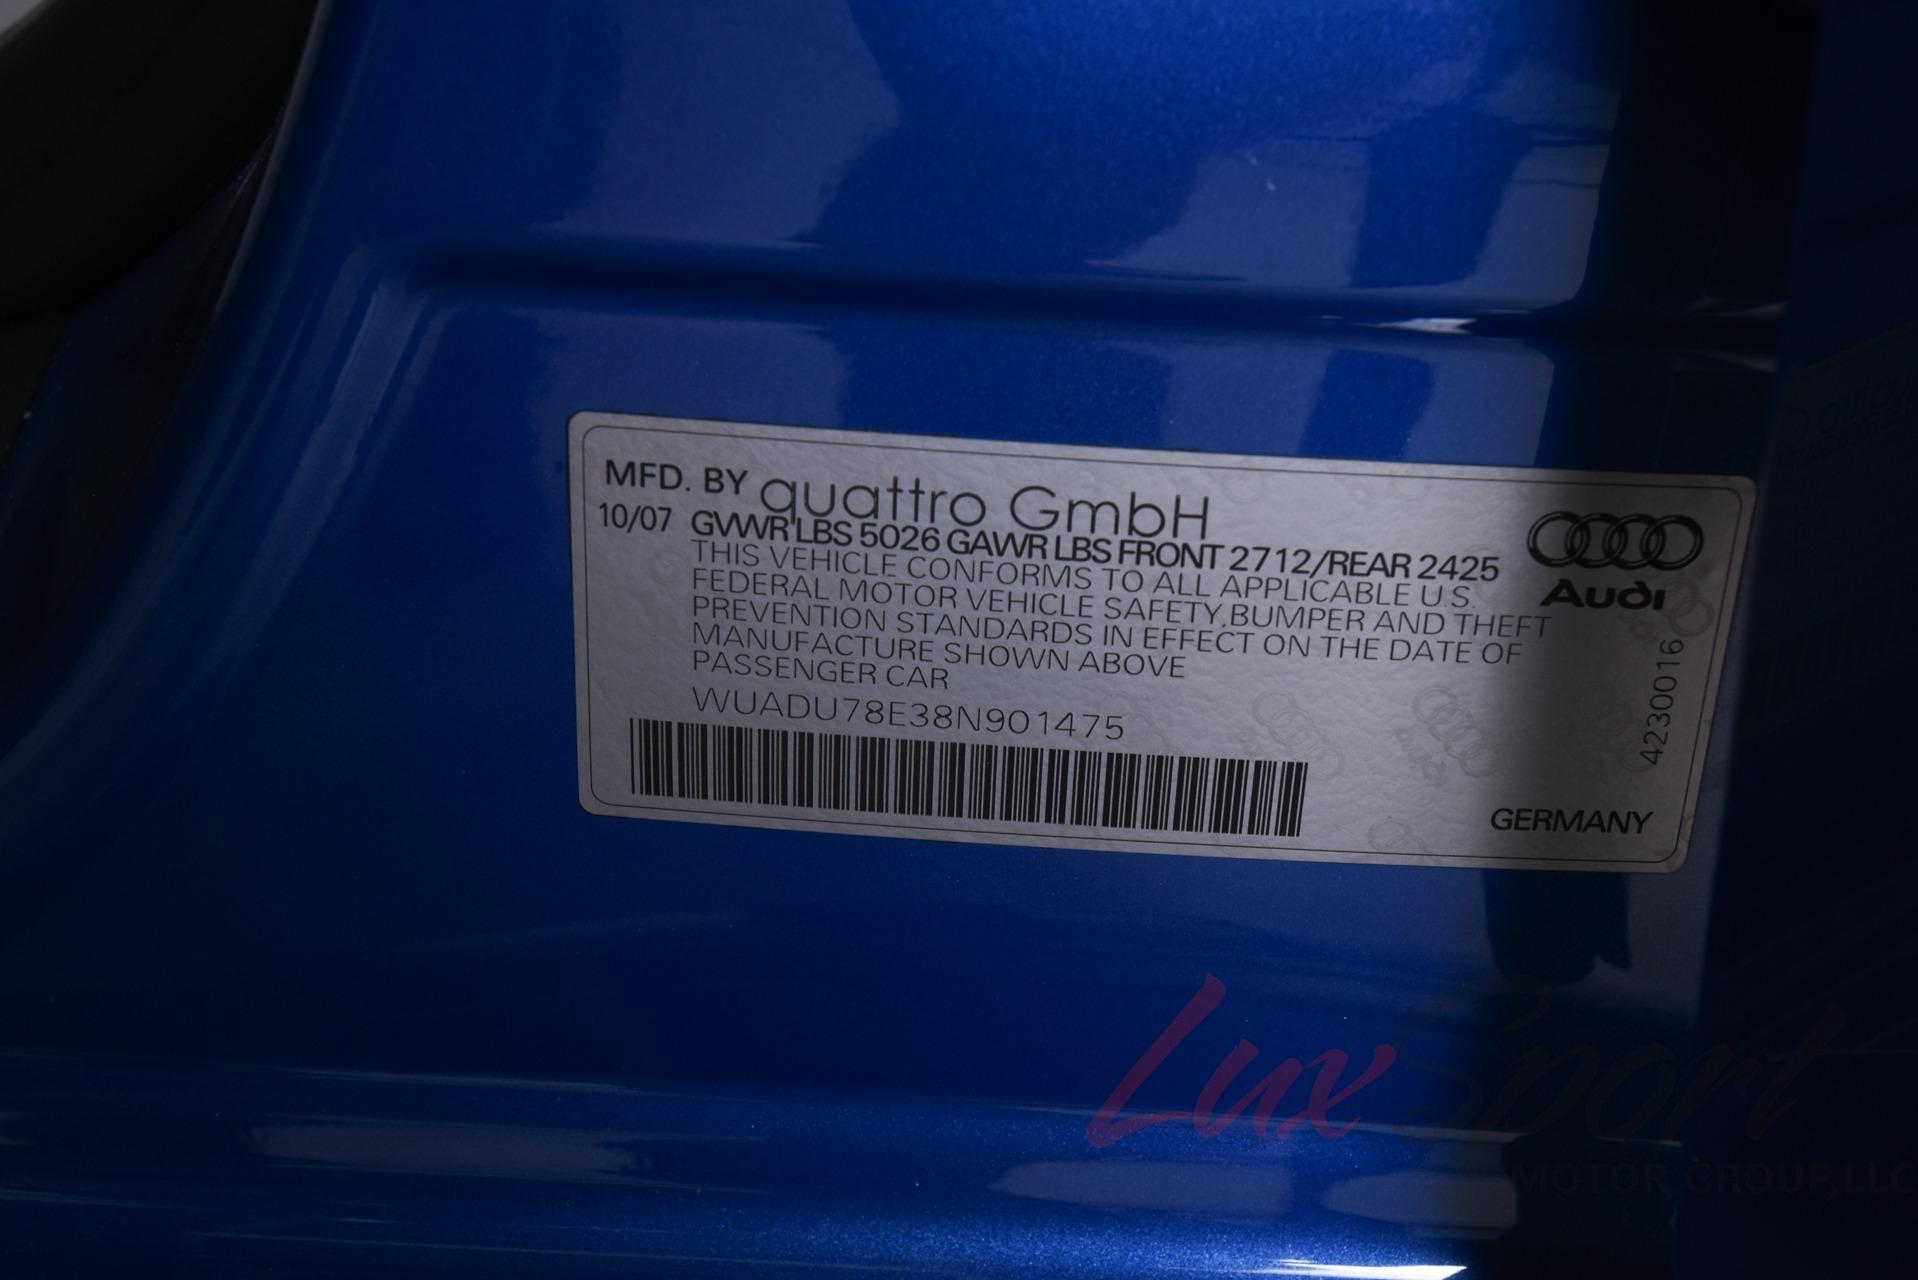 MFD. BY quattro GmbH
10/07 GVWR LBS 5026 GAWR LBS FRONT 2712/REAR 2425
THIS VEHICLE CONFORMS TO ALL APPLICABLE U.S.
FEDERAL MOTOR VEHICLE SAFETY,BUMPER AND THEFT
PREVENTION STANDARDS IN EFFECT ON THE DATE OF
MANUFACTURE SHOWN ABOVE
PASSENGER CAR
WUADU78E38N901475
Audi
4230016
GERMANY
LuxSport
MOTOR GROUP,LLC